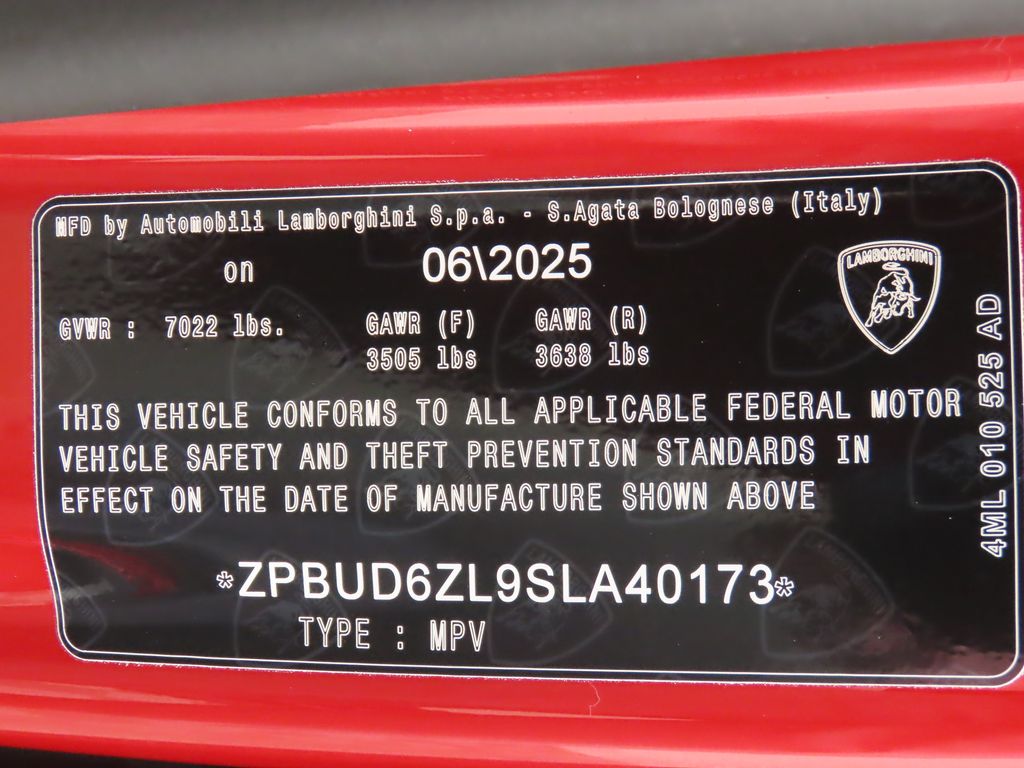 MFD by Automobili Lamborghini S.p.a. - S.Agata Bolognese (Italy)
on 06\2025
LAMBORGHINI
GVWR : 7022 lbs. GAWR (F) GAWR (R)
3505 lbs 3638 lbs
THIS VEHICLE CONFORMS TO ALL APPLICABLE FEDERAL MOTOR
VEHICLE SAFETY AND THEFT PREVENTION STANDARDS IN
EFFECT ON THE DATE OF MANUFACTURE SHOWN ABOVE
*ZPBUD6ZL9SLA40173*
TYPE : MPV
4ML 010 525 AD